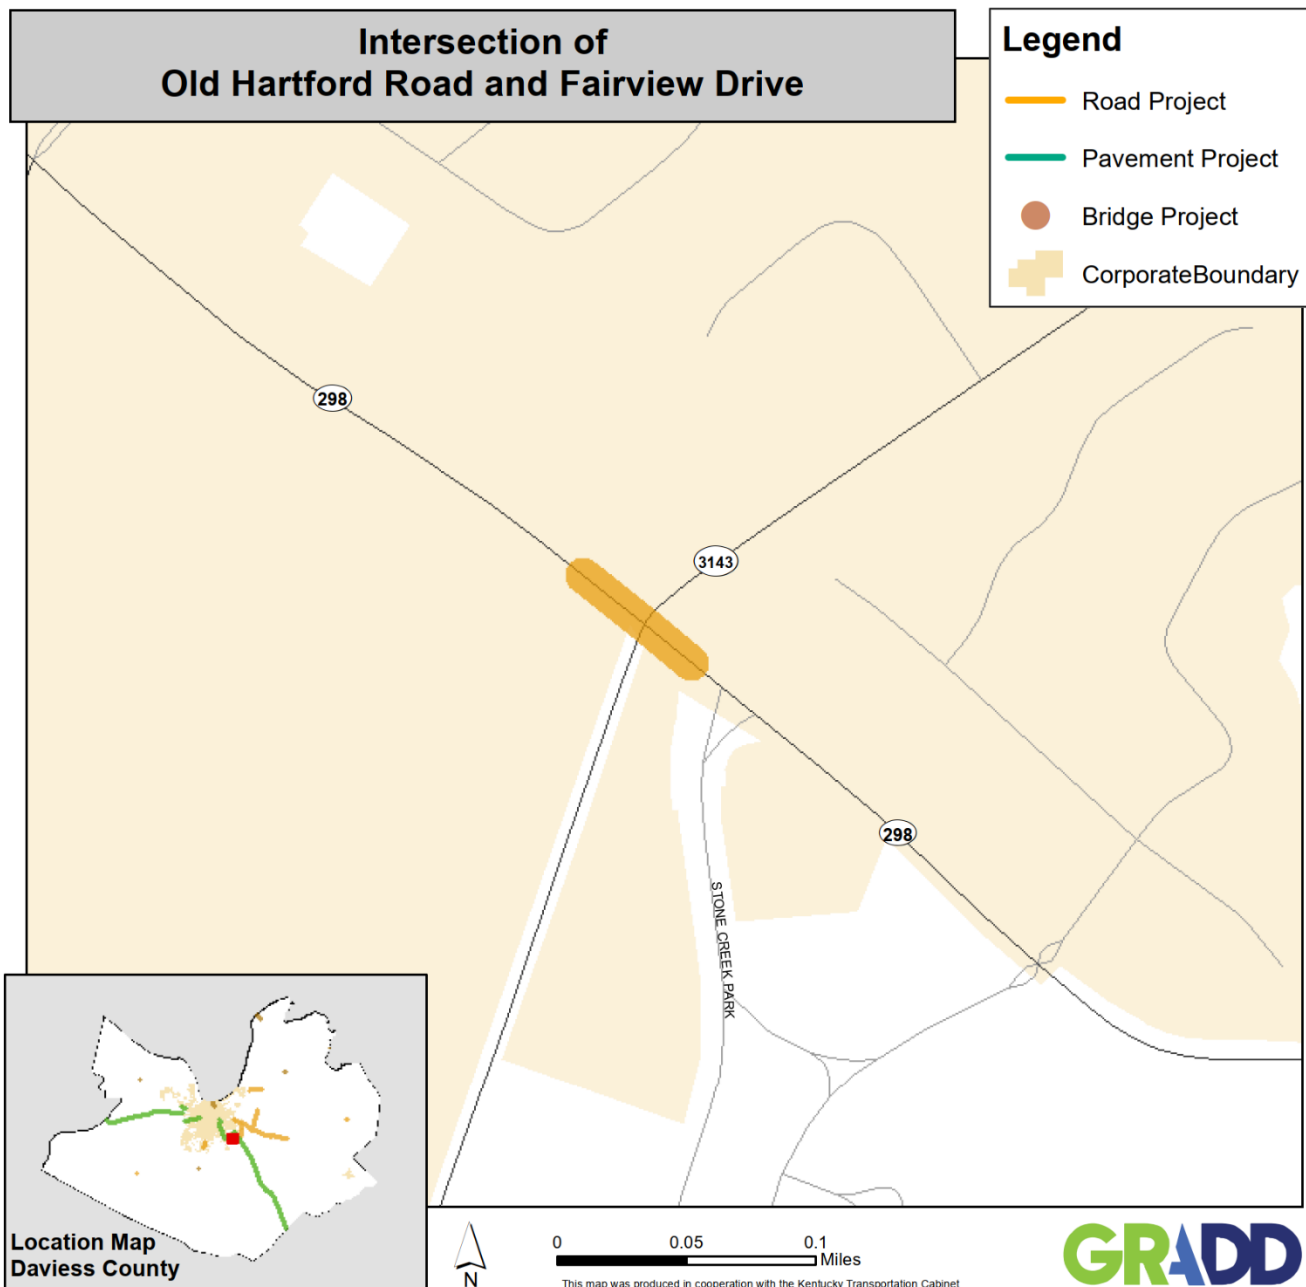 Intersection of
Old Hartford Road and Fairview Drive
Legend
Road Project
Pavement Project
Bridge Project
CorporateBoundary
298
3143
298
STONE CREEK PARK
Location Map
Daviess County
N
0 0.05 0.1
Miles
This map was produced in cooperation with the Kentucky Transportation Cabinet
GRADD